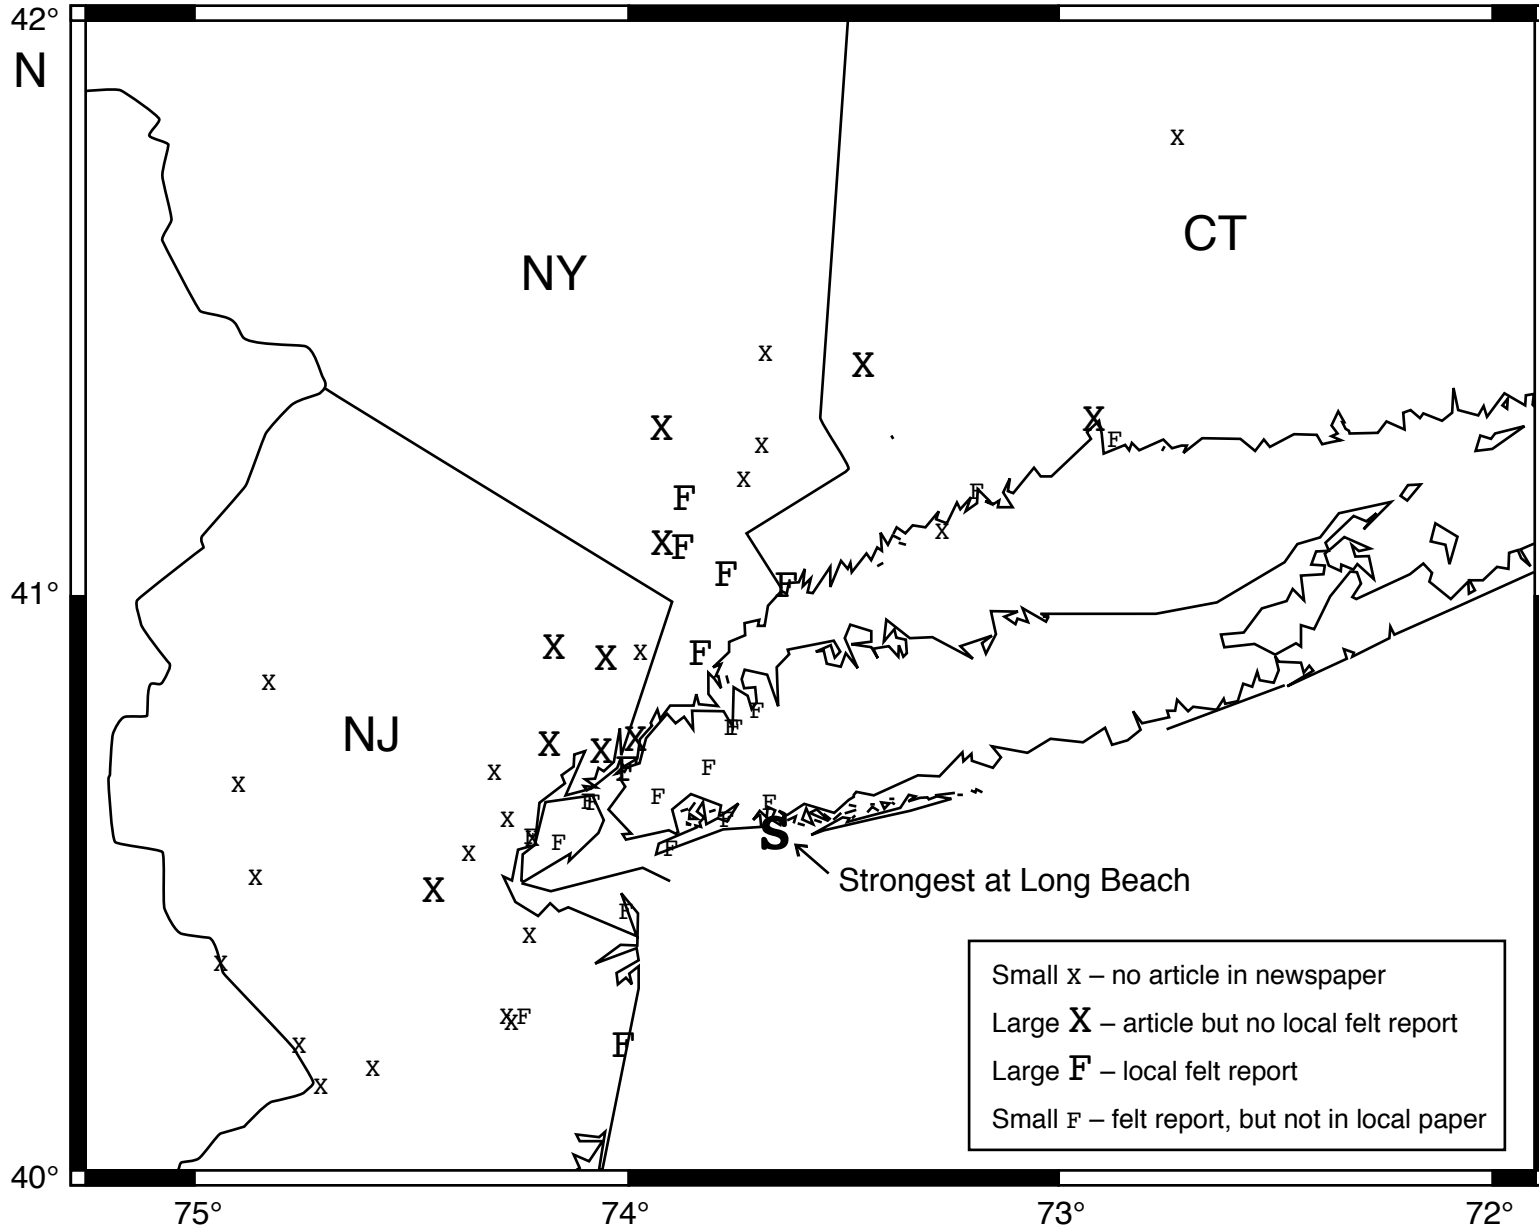 42°
N
x
CT
NY
x
X
X
X
x
F
x
F
F
x
X
F
F
F
41°
X
X
x
F
x
F
F
NJ
X
X
X
F
F
x
x
F
F
F
F
x
F
F
x
F
F
S
x
Strongest at Long Beach
X
F
x
x
x
x
F
F
x
x
x
Small x – no article in newspaper
Large X – article but no local felt report
Large F – local felt report
Small F – felt report, but not in local paper
40°
75° 74° 73° 72°